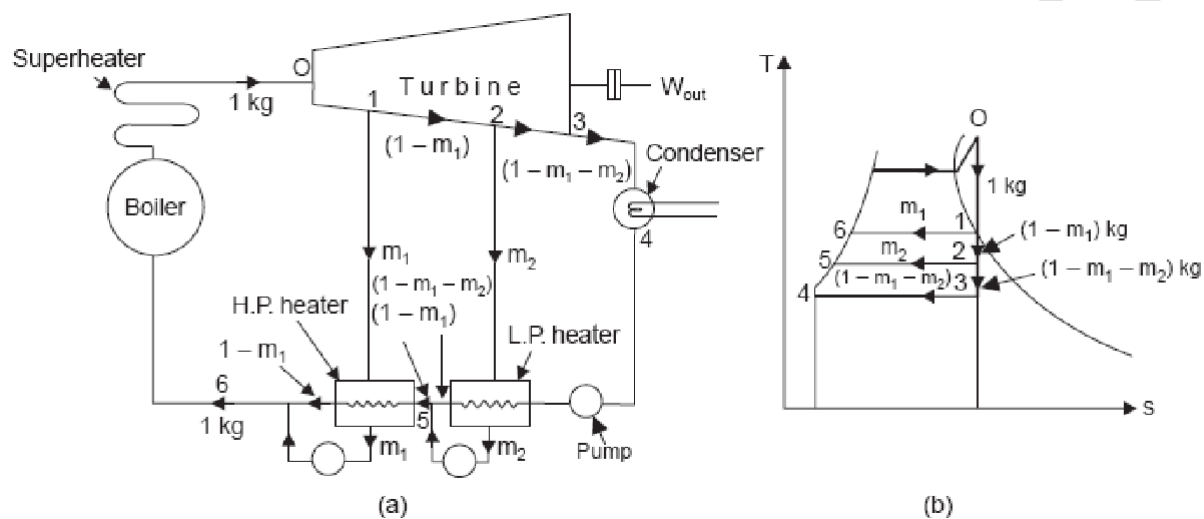 Superheater
O
1 kg
1
Turbine
2
3
W_out
(1 – m₁)
(1 – m₁ – m₂)
Condenser
4
Boiler
m₁
m₂
(1 – m₁ – m₂)
(1 – m₁)
H.P. heater
L.P. heater
1 – m₁
6
1 kg
5
m₁
m₂
Pump
(a)
T
O
1 kg
m₁
1
6
(1 – m₁) kg
m₂
2
5
(1 – m₁ – m₂)
3
(1 – m₁ – m₂) kg
4
s
(b)